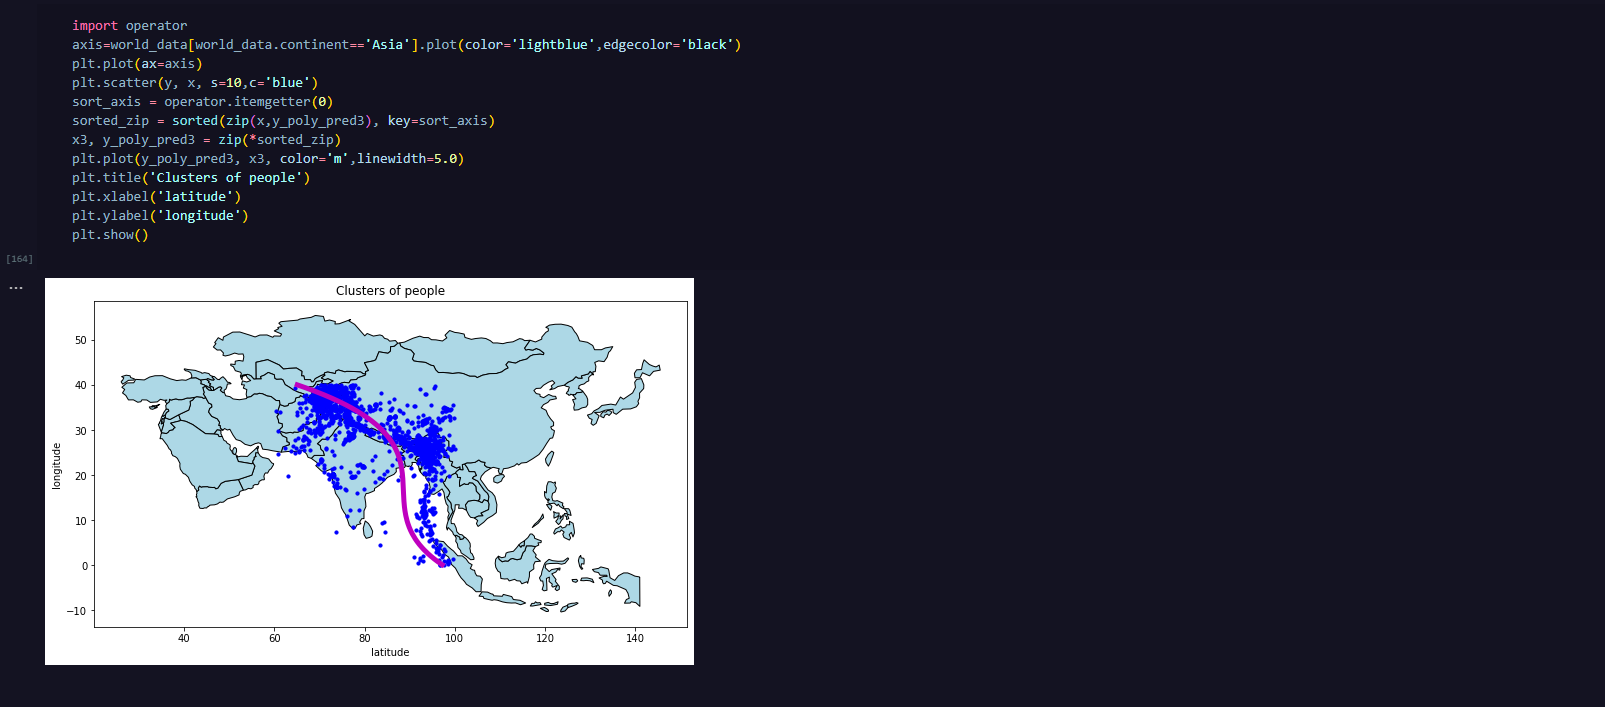 import operator
axis=world_data[world_data.continent=='Asia'].plot(color='lightblue',edgecolor='black')
plt.plot(ax=axis)
plt.scatter(y, x, s=10,c='blue')
sort_axis = operator.itemgetter(0)
sorted_zip = sorted(zip(x,y_poly_pred3), key=sort_axis)
x3, y_poly_pred3 = zip(*sorted_zip)
plt.plot(y_poly_pred3, x3, color='m',linewidth=5.0)
plt.title('Clusters of people')
plt.xlabel('latitude')
plt.ylabel('longitude')
plt.show()
[164]
...
Clusters of people
longitude
50
40
30
20
10
0
−10
40 60 80 100 120 140
latitude